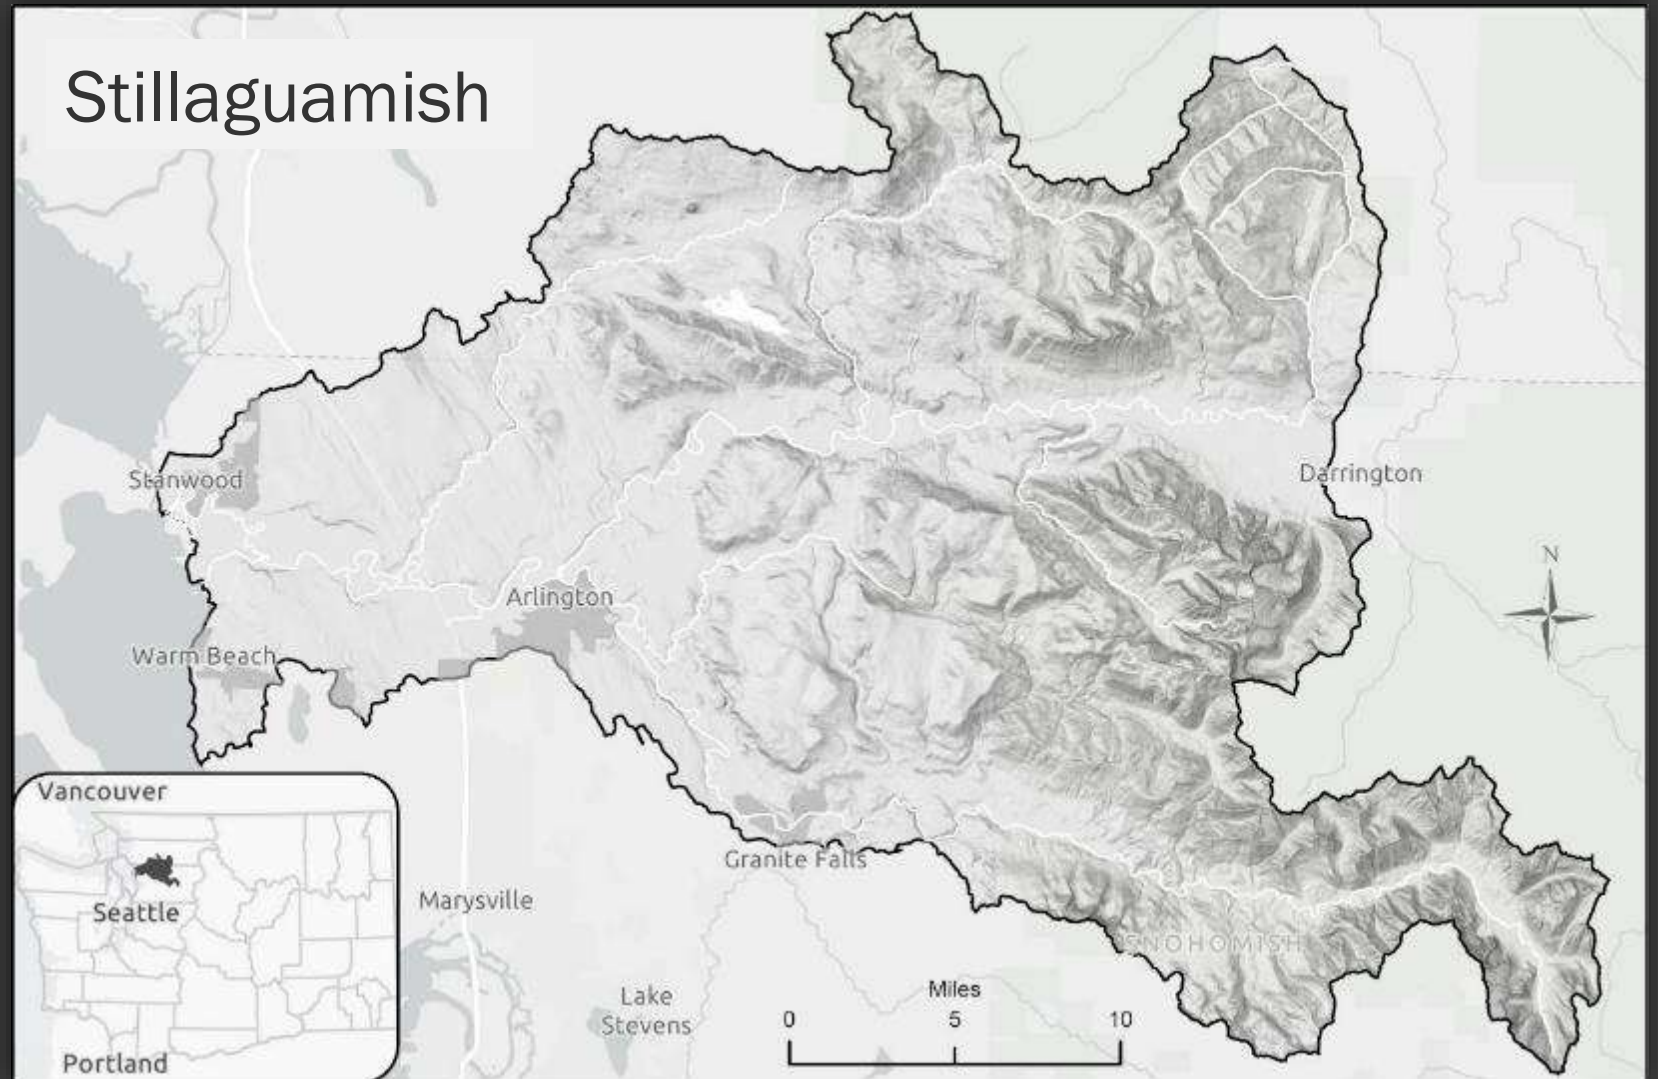 Stillaguamish
Stanwood
Darrington
N
Arlington
Warm Beach
Vancouver
Granite Falls
Marysville
Seattle
SNOHOMISH
Miles
Lake
Stevens
0 5 10
Portland